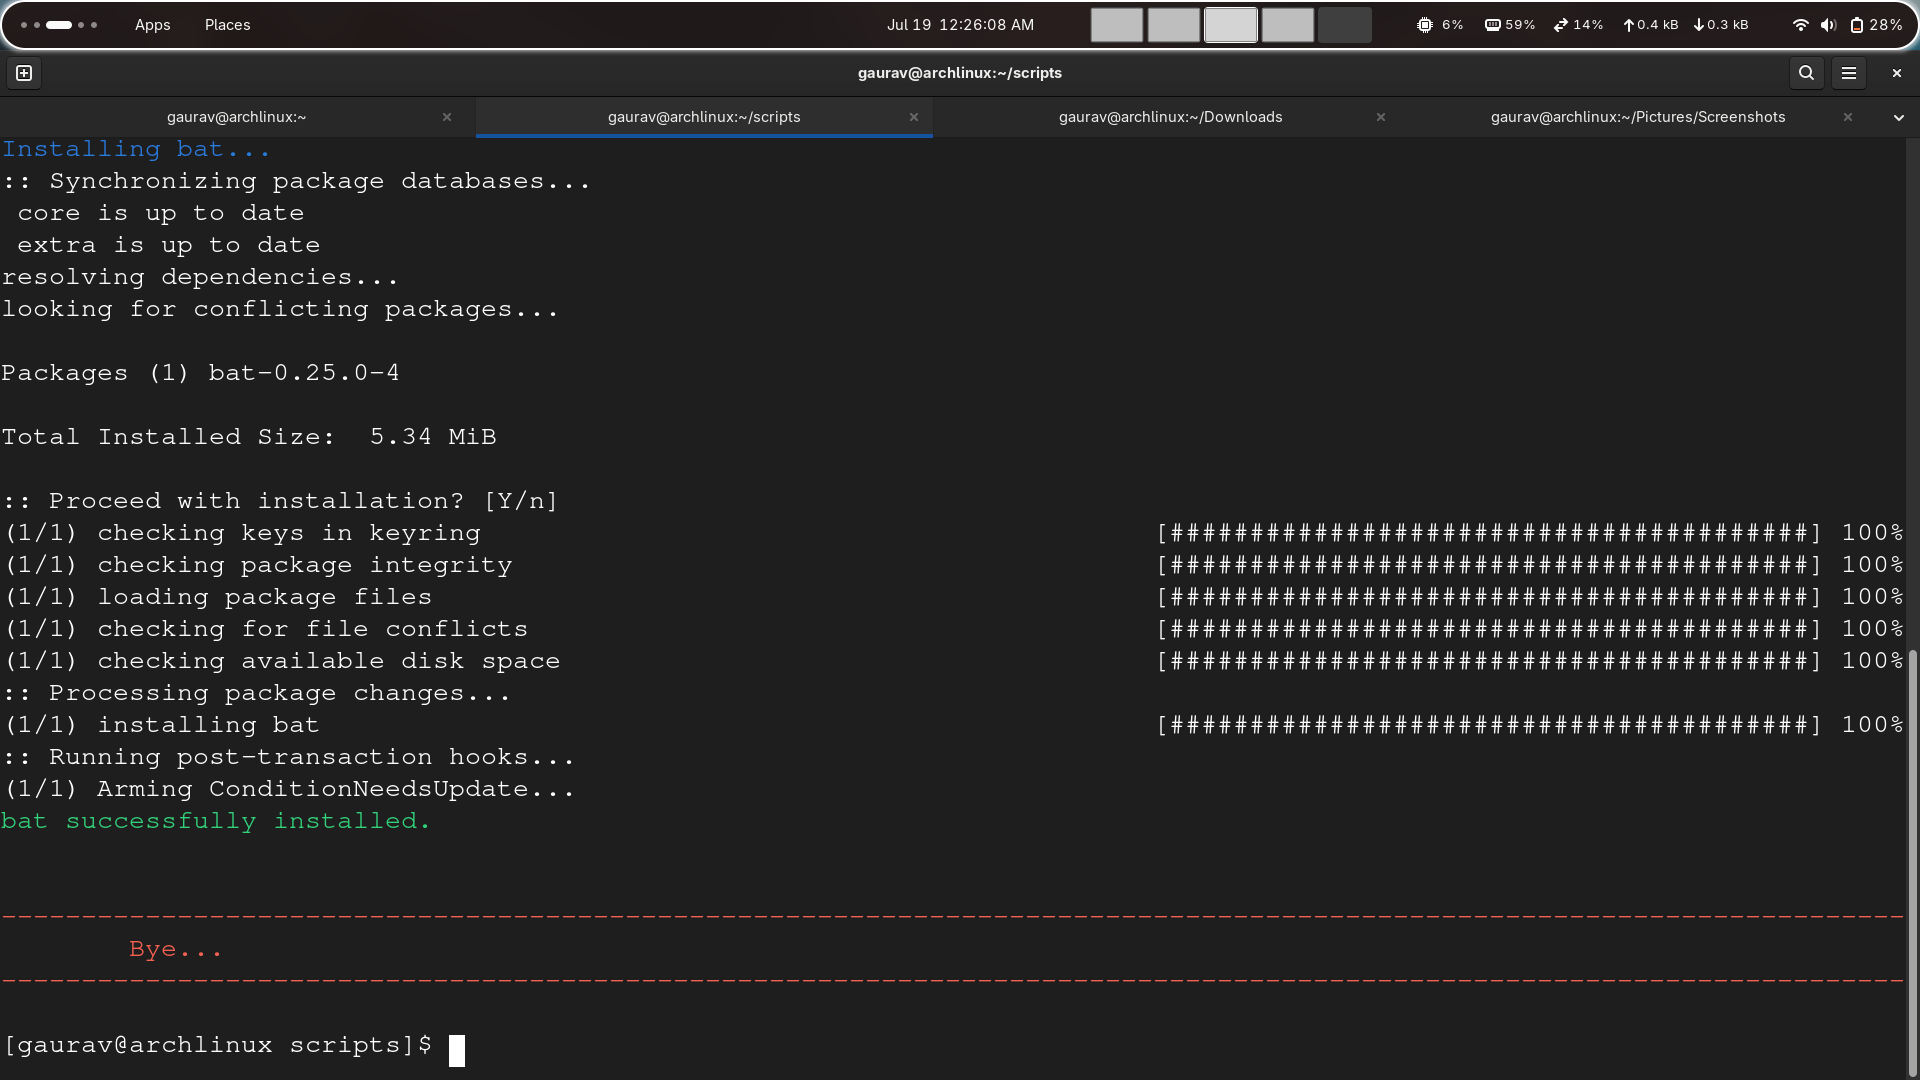 Apps Places Jul 19 12:26:08 AM 6% 59% 14% 0.4 kB 0.3 kB 28%
gaurav@archlinux:~/scripts
gaurav@archlinux:~ gaurav@archlinux:~/scripts gaurav@archlinux:~/Downloads gaurav@archlinux:~/Pictures/Screenshots
Installing bat...
:: Synchronizing package databases...
 core is up to date
 extra is up to date
resolving dependencies...
looking for conflicting packages...
Packages (1) bat-0.25.0-4
Total Installed Size:  5.34 MiB
:: Proceed with installation? [Y/n]
(1/1) checking keys in keyring [########################################] 100%
(1/1) checking package integrity [########################################] 100%
(1/1) loading package files [########################################] 100%
(1/1) checking for file conflicts [########################################] 100%
(1/1) checking available disk space [########################################] 100%
:: Processing package changes...
(1/1) installing bat [########################################] 100%
:: Running post-transaction hooks...
(1/1) Arming ConditionNeedsUpdate...
bat successfully installed.
-----------------------------------------------------------------------------------------------------------------------
Bye...
-----------------------------------------------------------------------------------------------------------------------
[gaurav@archlinux scripts]$